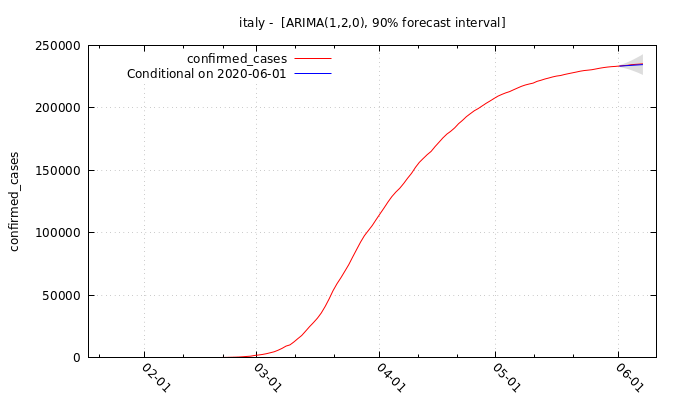 italy -  [ARIMA(1,2,0), 90% forecast interval]
250000
200000
150000
100000
50000
0
confirmed_cases
confirmed_cases
Conditional on 2020-06-01
02-01
03-01
04-01
05-01
06-01